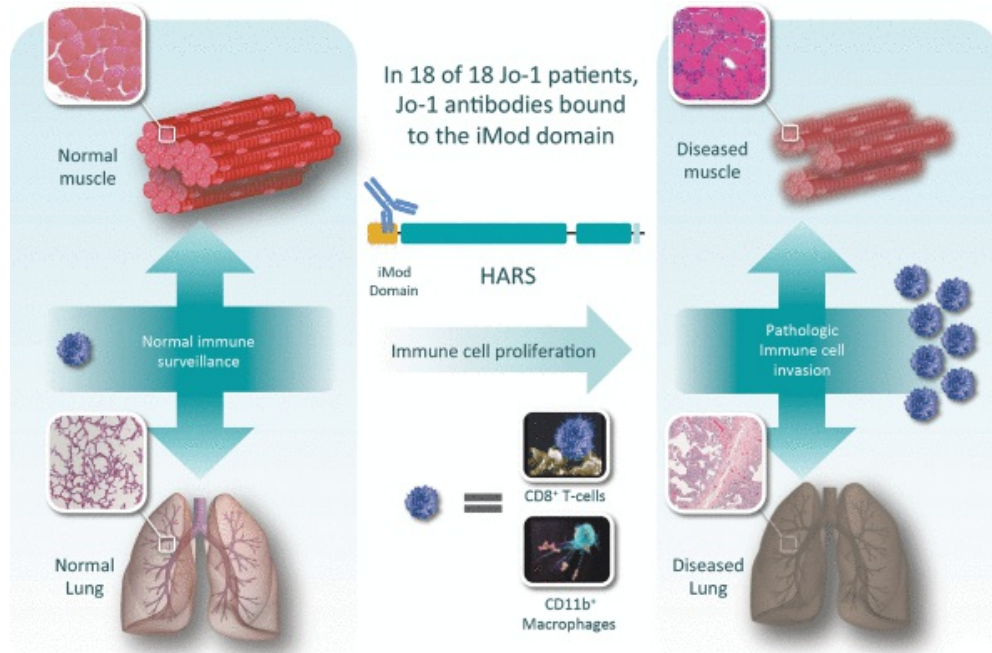 Normal
muscle
Normal immune
surveillance
Normal
Lung
In 18 of 18 Jo-1 patients,
Jo-1 antibodies bound
to the iMod domain
iMod
Domain
HARS
Immune cell proliferation
=
CD8⁺ T-cells
CD11b⁺
Macrophages
Diseased
muscle
Pathologic
Immune cell
invasion
Diseased
Lung